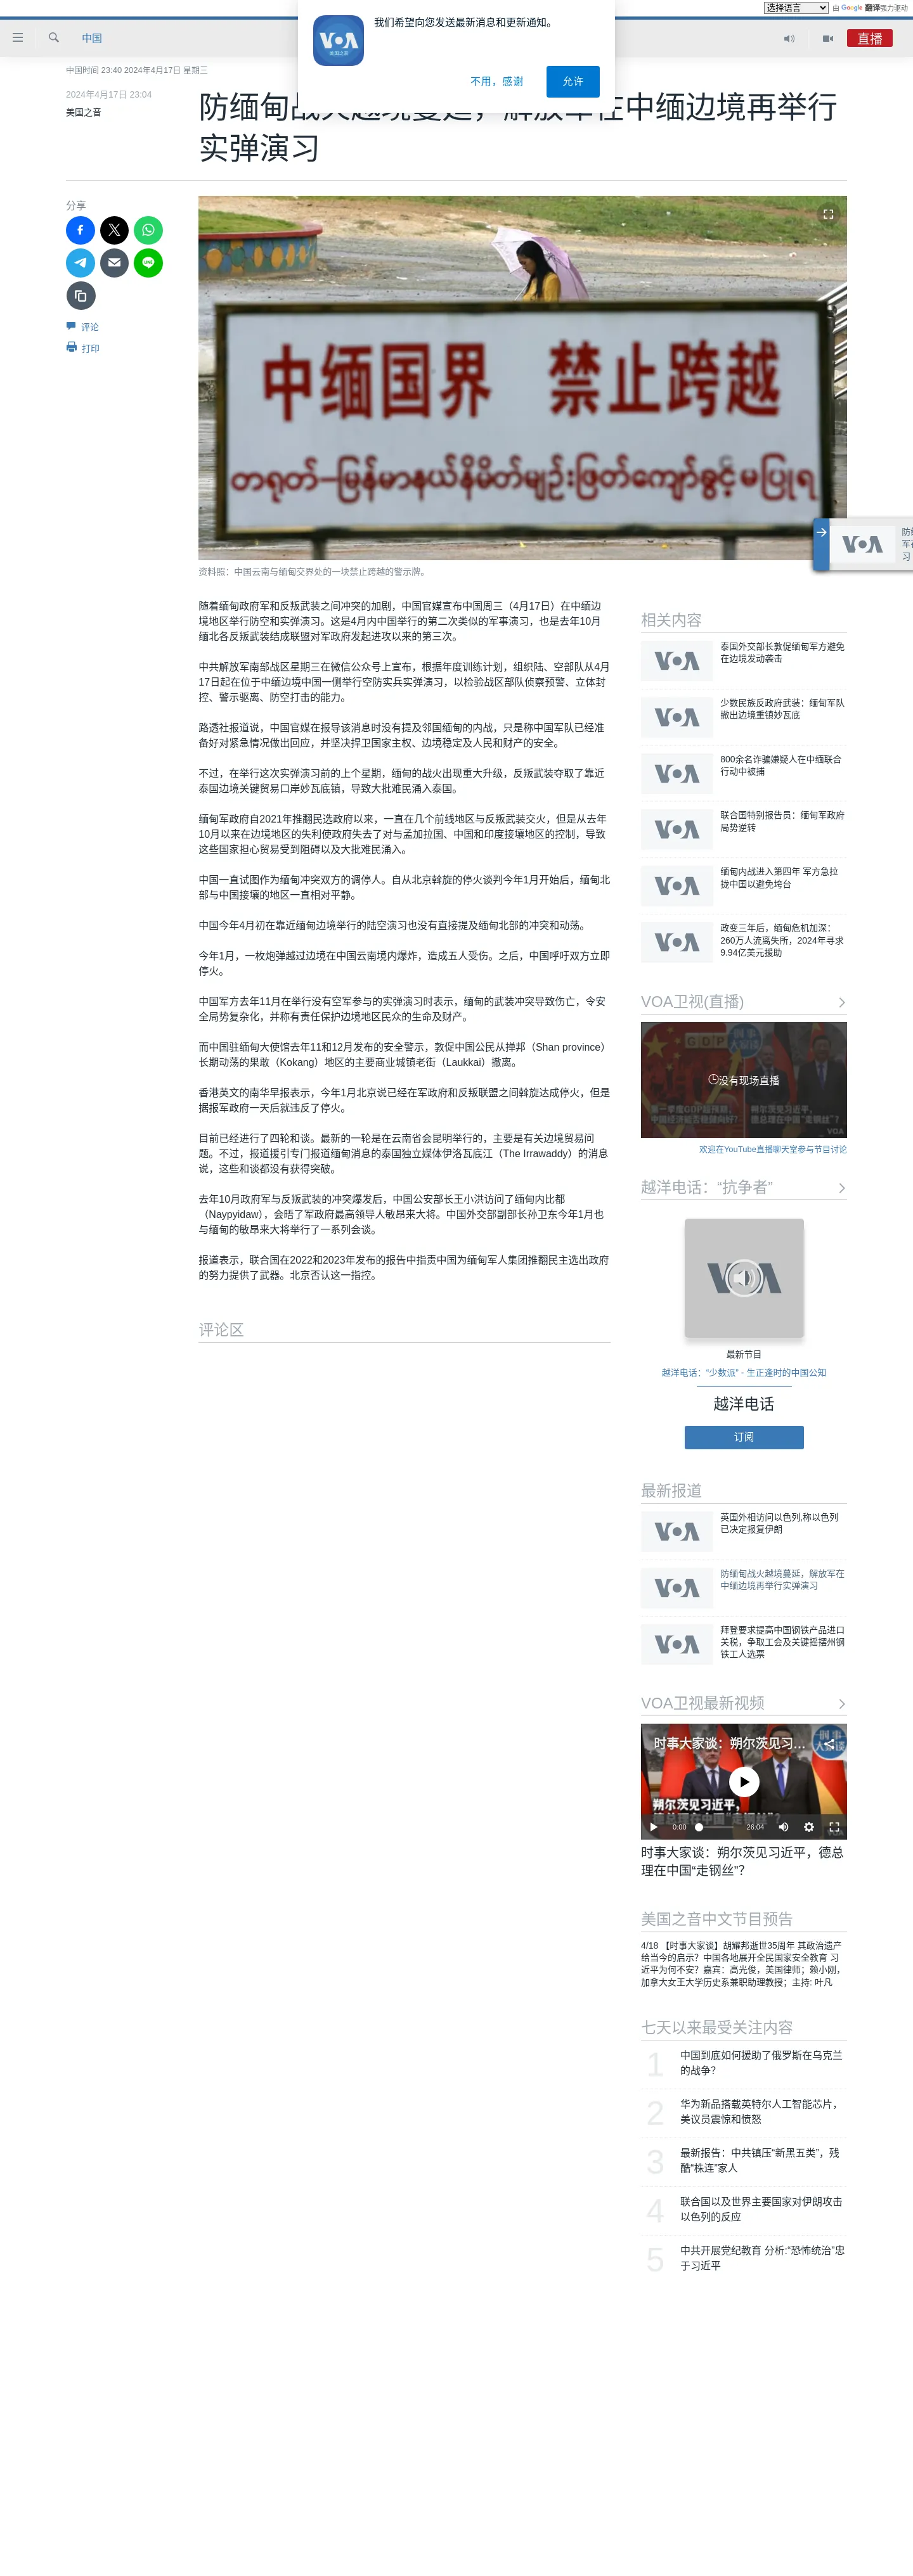 选择语言
由 Google 翻译强力驱动
我们希望向您发送最新消息和更新通知。
VOA
美国之音
不用，感谢
允许
中国
直播
中国时间 23:40 2024年4月17日 星期三
2024年4月17日 23:04
美国之音
在中缅边境再举行
实弹演习
分享
评论
打印
中缅国界 禁止跨越
တရုတ်-မြန်မာနယ်နိမိတ်မျဉ်းဖြတ်ကျော်ခွင့်မပြုရ
资料照：中国云南与缅甸交界处的一块禁止跨越的警示牌。
VOA
习
随着缅甸政府军和反叛武装之间冲突的加剧，中国官媒宣布中国周三（4月17日）在中缅边
境地区举行防空和实弹演习。这是4月内中国举行的第二次类似的军事演习，也是去年10月
缅北各反叛武装结成联盟对军政府发起进攻以来的第三次。
中共解放军南部战区星期三在微信公众号上宣布，根据年度训练计划，组织陆、空部队从4月
17日起在位于中缅边境中国一侧举行空防实兵实弹演习，以检验战区部队侦察预警、立体封
控、警示驱离、防空打击的能力。
路透社报道说，中国官媒在报导该消息时没有提及邻国缅甸的内战，只是称中国军队已经准
备好对紧急情况做出回应，并坚决捍卫国家主权、边境稳定及人民和财产的安全。
不过，在举行这次实弹演习前的上个星期，缅甸的战火出现重大升级，反叛武装夺取了靠近
泰国边境关键贸易口岸妙瓦底镇，导致大批难民涌入泰国。
缅甸军政府自2021年推翻民选政府以来，一直在几个前线地区与反叛武装交火，但是从去年
10月以来在边境地区的失利使政府失去了对与孟加拉国、中国和印度接壤地区的控制，导致
这些国家担心贸易受到阻碍以及大批难民涌入。
中国一直试图作为缅甸冲突双方的调停人。自从北京斡旋的停火谈判今年1月开始后，缅甸北
部与中国接壤的地区一直相对平静。
中国今年4月初在靠近缅甸边境举行的陆空演习也没有直接提及缅甸北部的冲突和动荡。
今年1月，一枚炮弹越过边境在中国云南境内爆炸，造成五人受伤。之后，中国呼吁双方立即
停火。
中国军方去年11月在举行没有空军参与的实弹演习时表示，缅甸的武装冲突导致伤亡，令安
全局势复杂化，并称有责任保护边境地区民众的生命及财产。
而中国驻缅甸大使馆去年11和12月发布的安全警示，敦促中国公民从掸邦（Shan province）
长期动荡的果敢（Kokang）地区的主要商业城镇老街（Laukkai）撤离。
香港英文的南华早报表示，今年1月北京说已经在军政府和反叛联盟之间斡旋达成停火，但是
据报军政府一天后就违反了停火。
目前已经进行了四轮和谈。最新的一轮是在云南省会昆明举行的，主要是有关边境贸易问
题。不过，报道援引专门报道缅甸消息的泰国独立媒体伊洛瓦底江（The Irrawaddy）的消息
说，这些和谈都没有获得突破。
去年10月政府军与反叛武装的冲突爆发后，中国公安部长王小洪访问了缅甸内比都
（Naypyidaw），会晤了军政府最高领导人敏昂来大将。中国外交部副部长孙卫东今年1月也
与缅甸的敏昂来大将举行了一系列会谈。
报道表示，联合国在2022和2023年发布的报告中指责中国为缅甸军人集团推翻民主选出政府
的努力提供了武器。北京否认这一指控。
评论区
相关内容
VOA
泰国外交部长敦促缅甸军方避免
在边境发动袭击
VOA
少数民族反政府武装：缅甸军队
撤出边境重镇妙瓦底
VOA
800余名诈骗嫌疑人在中缅联合
行动中被捕
VOA
联合国特别报告员：缅甸军政府
局势逆转
VOA
缅甸内战进入第四年 军方急拉
拢中国以避免垮台
VOA
政变三年后，缅甸危机加深：
260万人流离失所，2024年寻求
9.94亿美元援助
VOA卫视(直播)
没有现场直播
欢迎在YouTube直播聊天室参与节目讨论
越洋电话：“抗争者”
VOA
最新节目
越洋电话：“少数派” - 生正逢时的中国公知
越洋电话
订阅
最新报道
VOA
英国外相访问以色列,称以色列
已决定报复伊朗
VOA
防缅甸战火越境蔓延，解放军在
中缅边境再举行实弹演习
VOA
拜登要求提高中国钢铁产品进口
关税，争取工会及关键摇摆州钢
铁工人选票
VOA卫视最新视频
时事大家谈：朔尔茨见习...
时事
大家谈
朔尔茨见习近平，
0:00
26:04
时事大家谈：朔尔茨见习近平，德总
理在中国“走钢丝”？
美国之音中文节目预告
4/18 【时事大家谈】胡耀邦逝世35周年 其政治遗产
给当今的启示？中国各地展开全民国家安全教育 习
近平为何不安？嘉宾：高光俊，美国律师；赖小刚，
加拿大女王大学历史系兼职助理教授；主持: 叶凡
七天以来最受关注内容
1
中国到底如何援助了俄罗斯在乌克兰
的战争？
2
华为新品搭载英特尔人工智能芯片，
美议员震惊和愤怒
3
最新报告：中共镇压“新黑五类”，残
酷“株连”家人
4
联合国以及世界主要国家对伊朗攻击
以色列的反应
5
中共开展党纪教育 分析:“恐怖统治”忠
于习近平